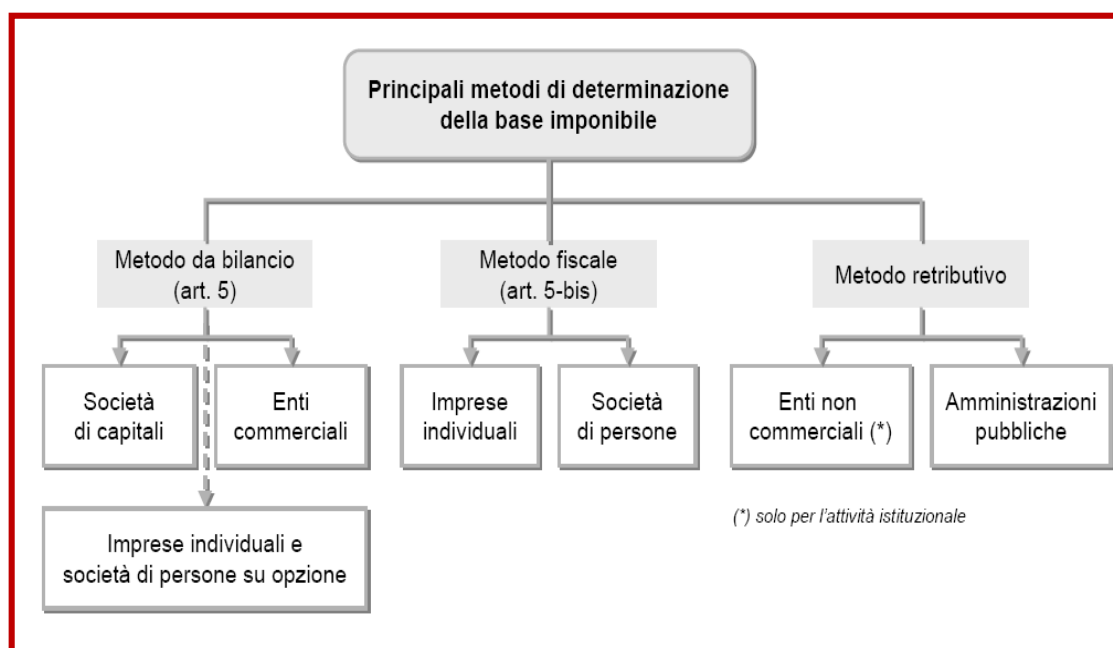 Principali metodi di determinazione
della base imponibile
Metodo da bilancio
(art. 5)
Metodo fiscale
(art. 5-bis)
Metodo retributivo
Società
di capitali
Enti
commerciali
Imprese
individuali
Società
di persone
Enti non
commerciali (*)
Amministrazioni
pubbliche
(*) solo per l'attività istituzionale
Imprese individuali e
società di persone su opzione